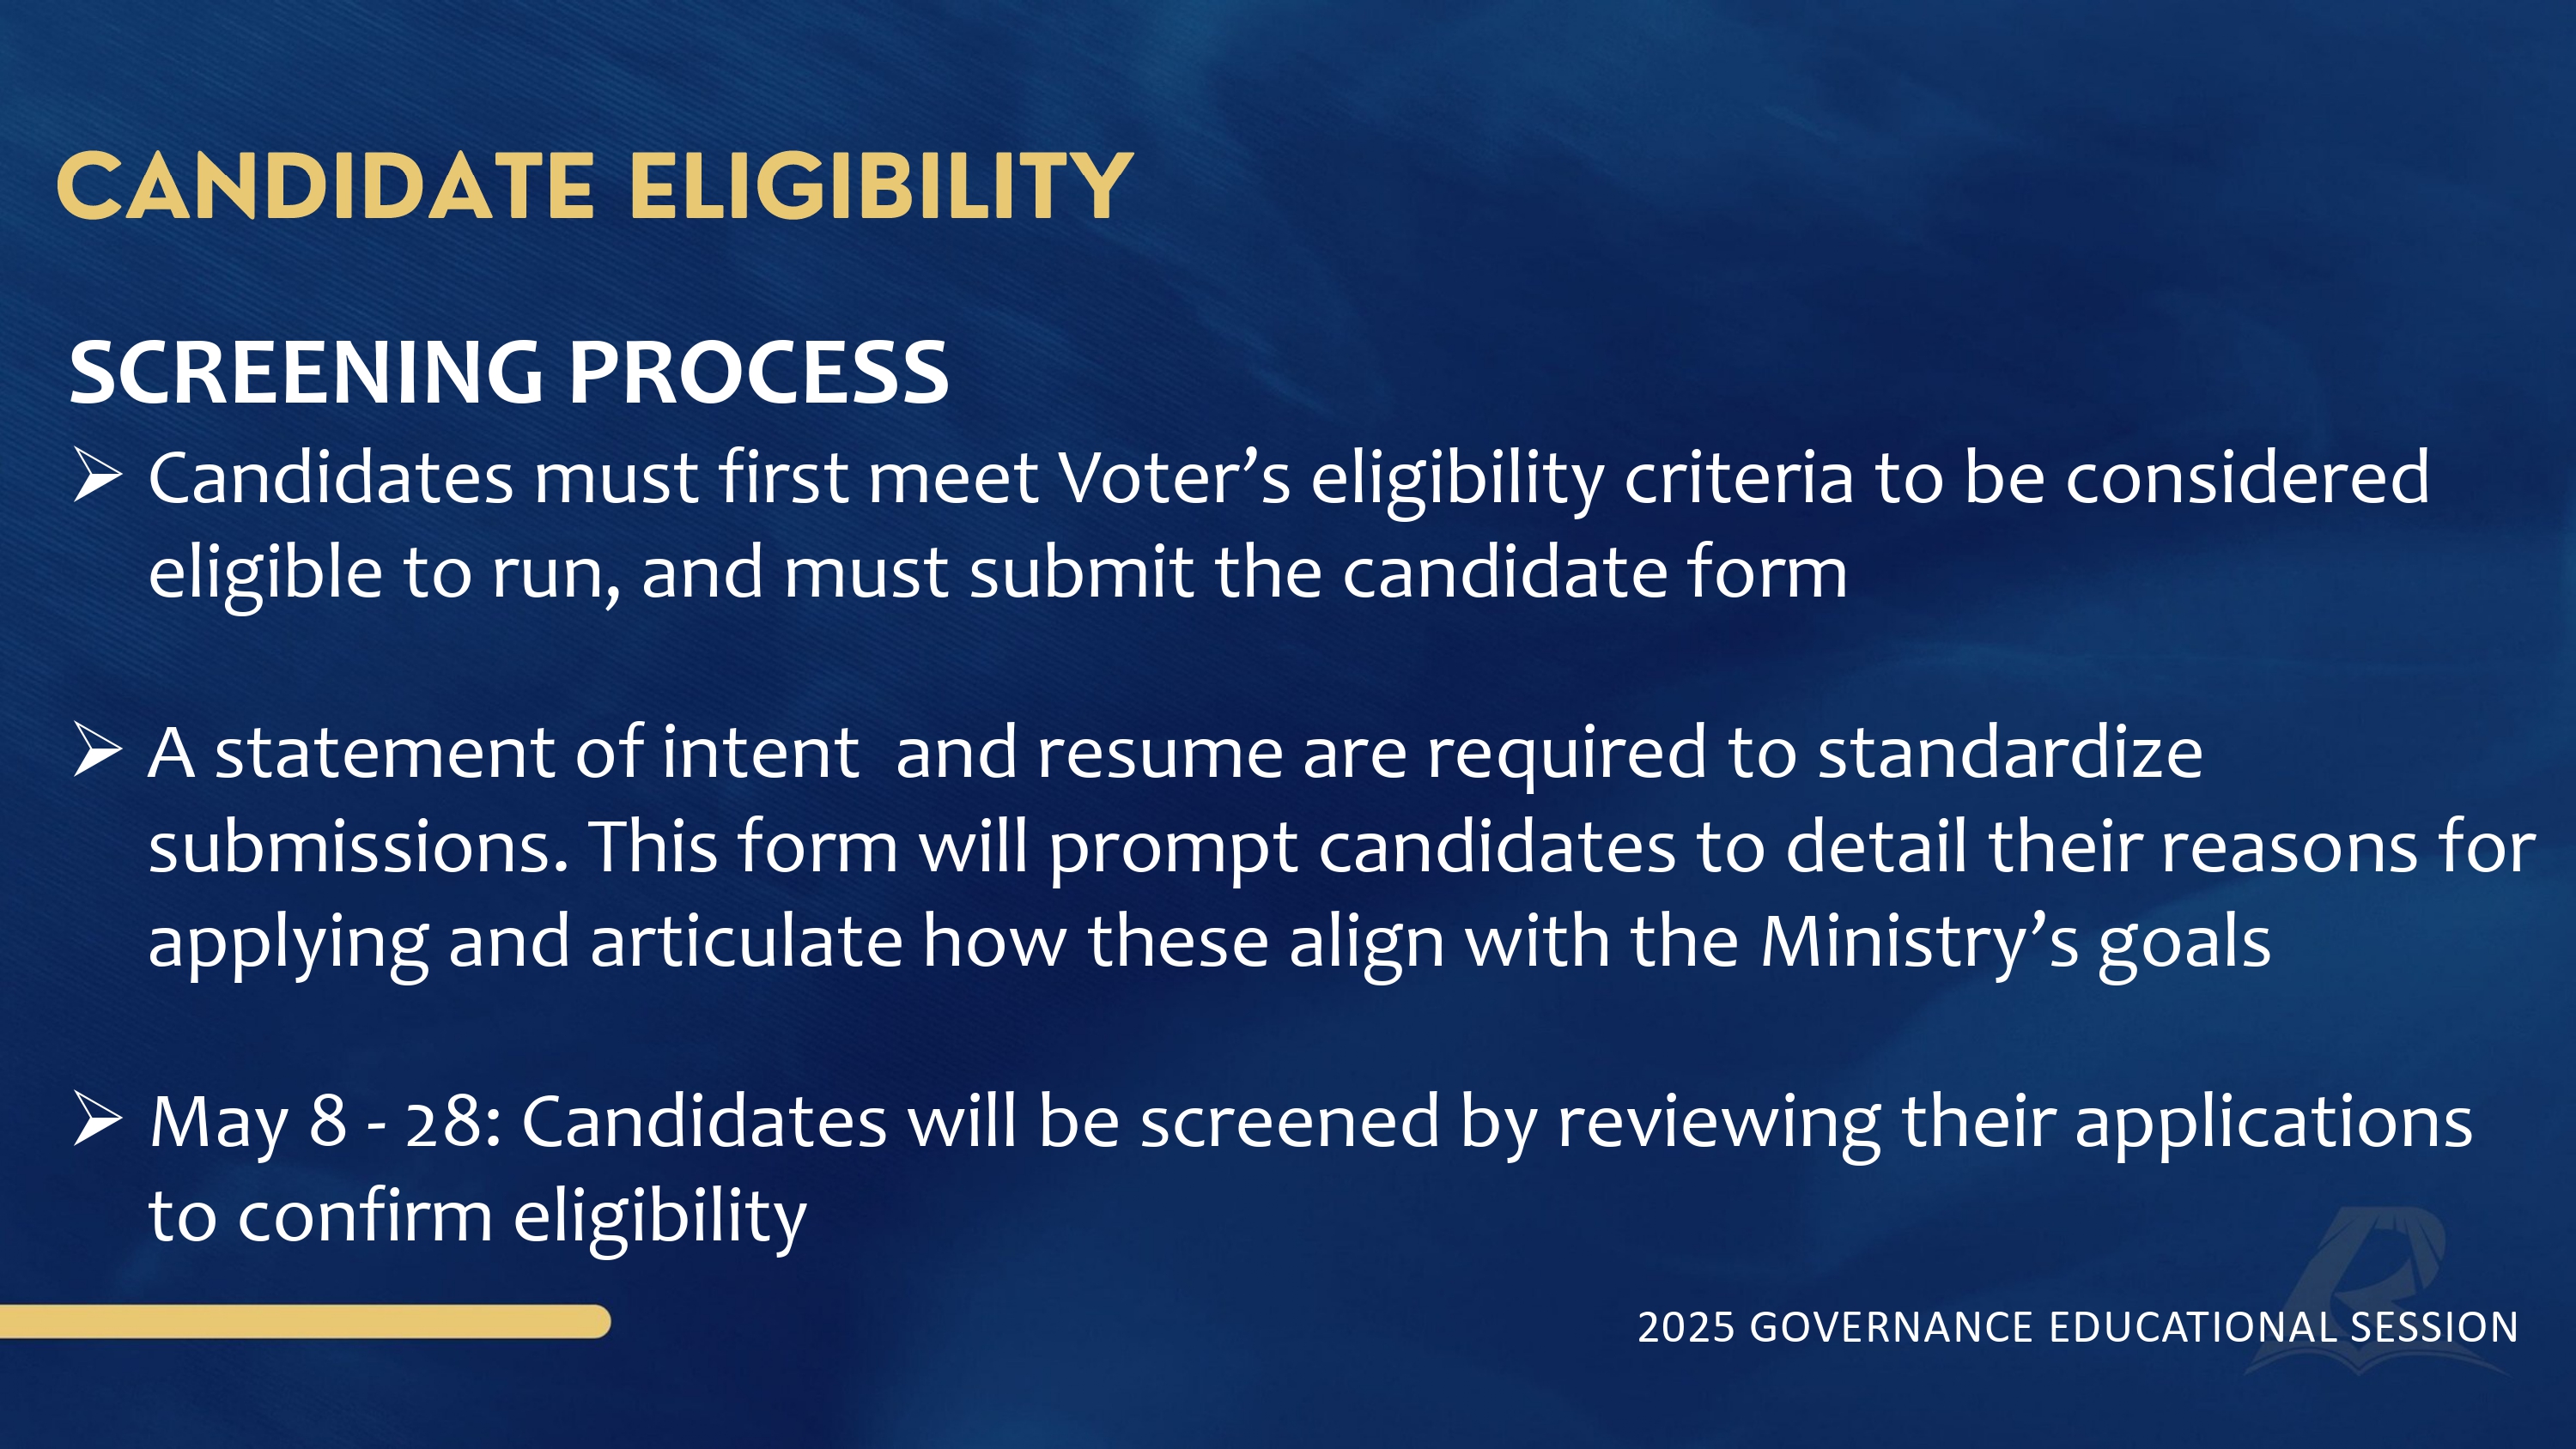 CANDIDATE ELIGIBILITY
SCREENING PROCESS
➢ Candidates must first meet Voter’s eligibility criteria to be considered
eligible to run, and must submit the candidate form
➢ A statement of intent  and resume are required to standardize
submissions. This form will prompt candidates to detail their reasons for
applying and articulate how these align with the Ministry’s goals
➢ May 8 - 28: Candidates will be screened by reviewing their applications
to confirm eligibility
2025 GOVERNANCE EDUCATIONAL SESSION